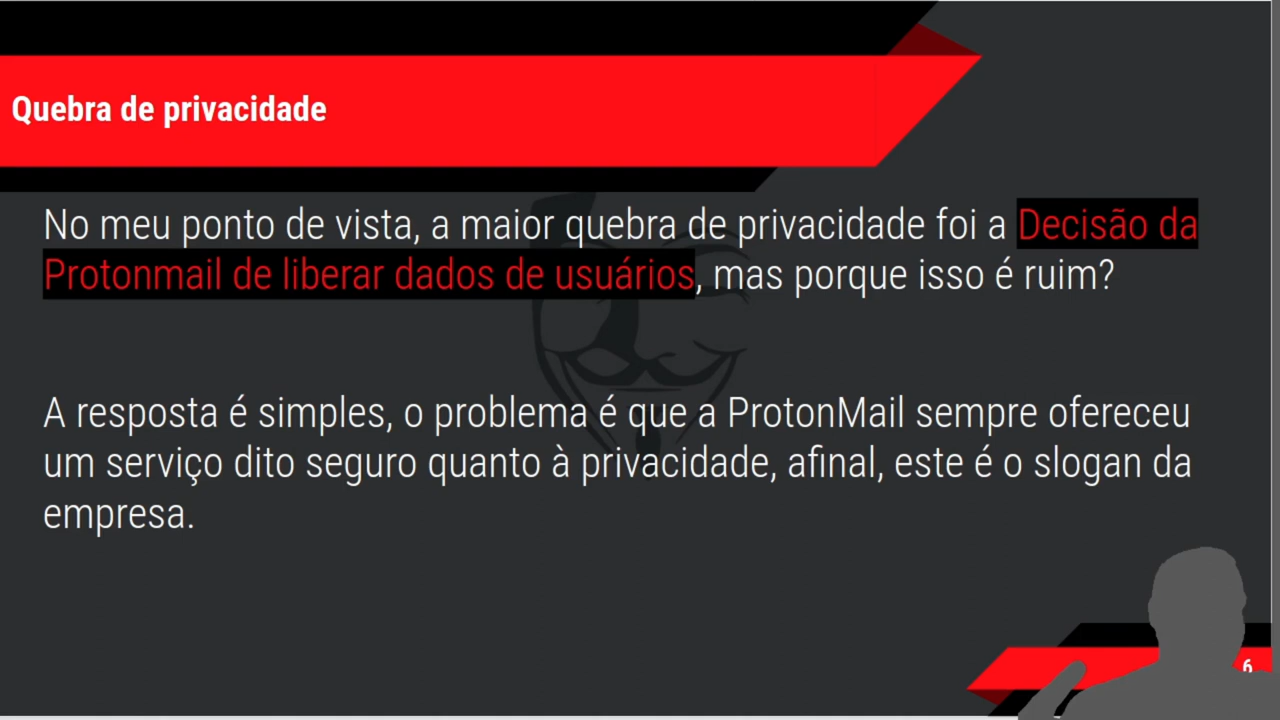 Quebra de privacidade
No meu ponto de vista, a maior quebra de privacidade foi a Decisão da
Protonmail de liberar dados de usuários, mas porque isso é ruim?
A resposta é simples, o problema é que a ProtonMail sempre ofereceu
um serviço dito seguro quanto à privacidade, afinal, este é o slogan da
empresa.
6